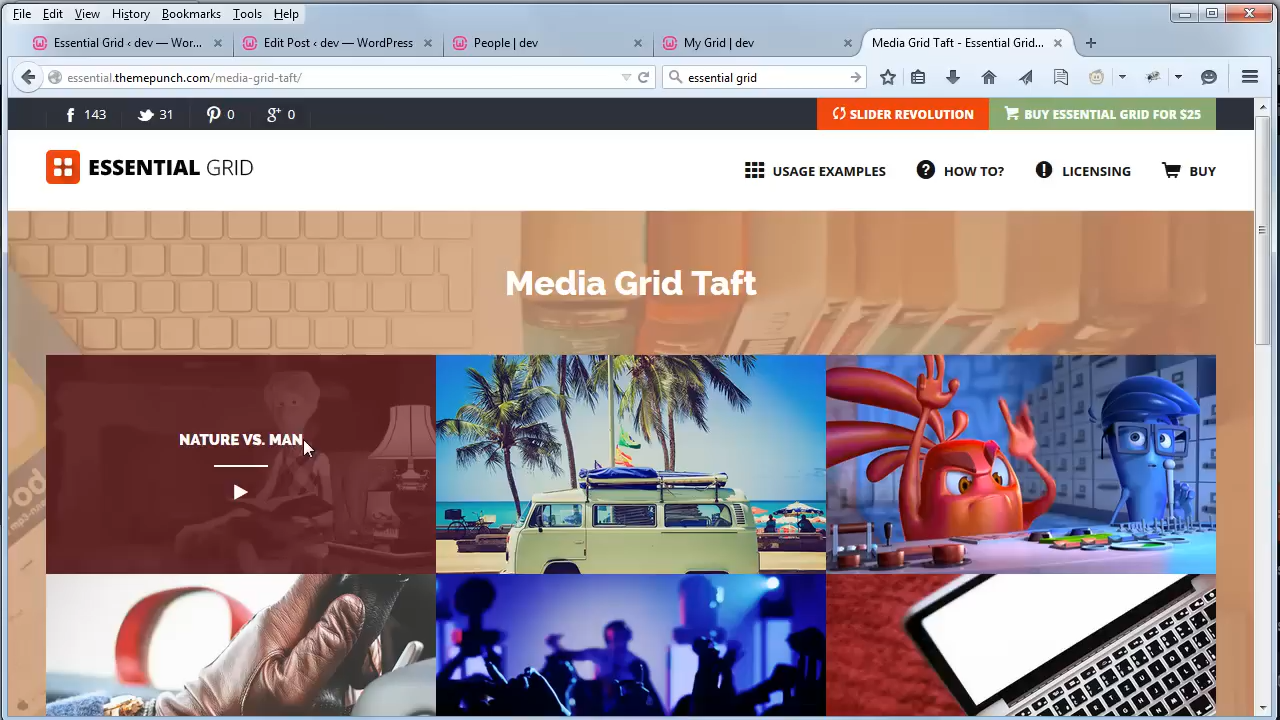 File Edit View History Bookmarks Tools Help
Essential Grid ‹ dev — Wor...
Edit Post ‹ dev — WordPress
People | dev
My Grid | dev
Media Grid Taft - Essential Grid...
essential.themepunch.com/media-grid-taft/
essential grid
143 31 0 0
SLIDER REVOLUTION
BUY ESSENTIAL GRID FOR $25
ESSENTIAL GRID
USAGE EXAMPLES HOW TO? LICENSING BUY
Media Grid Taft
NATURE VS. MAN